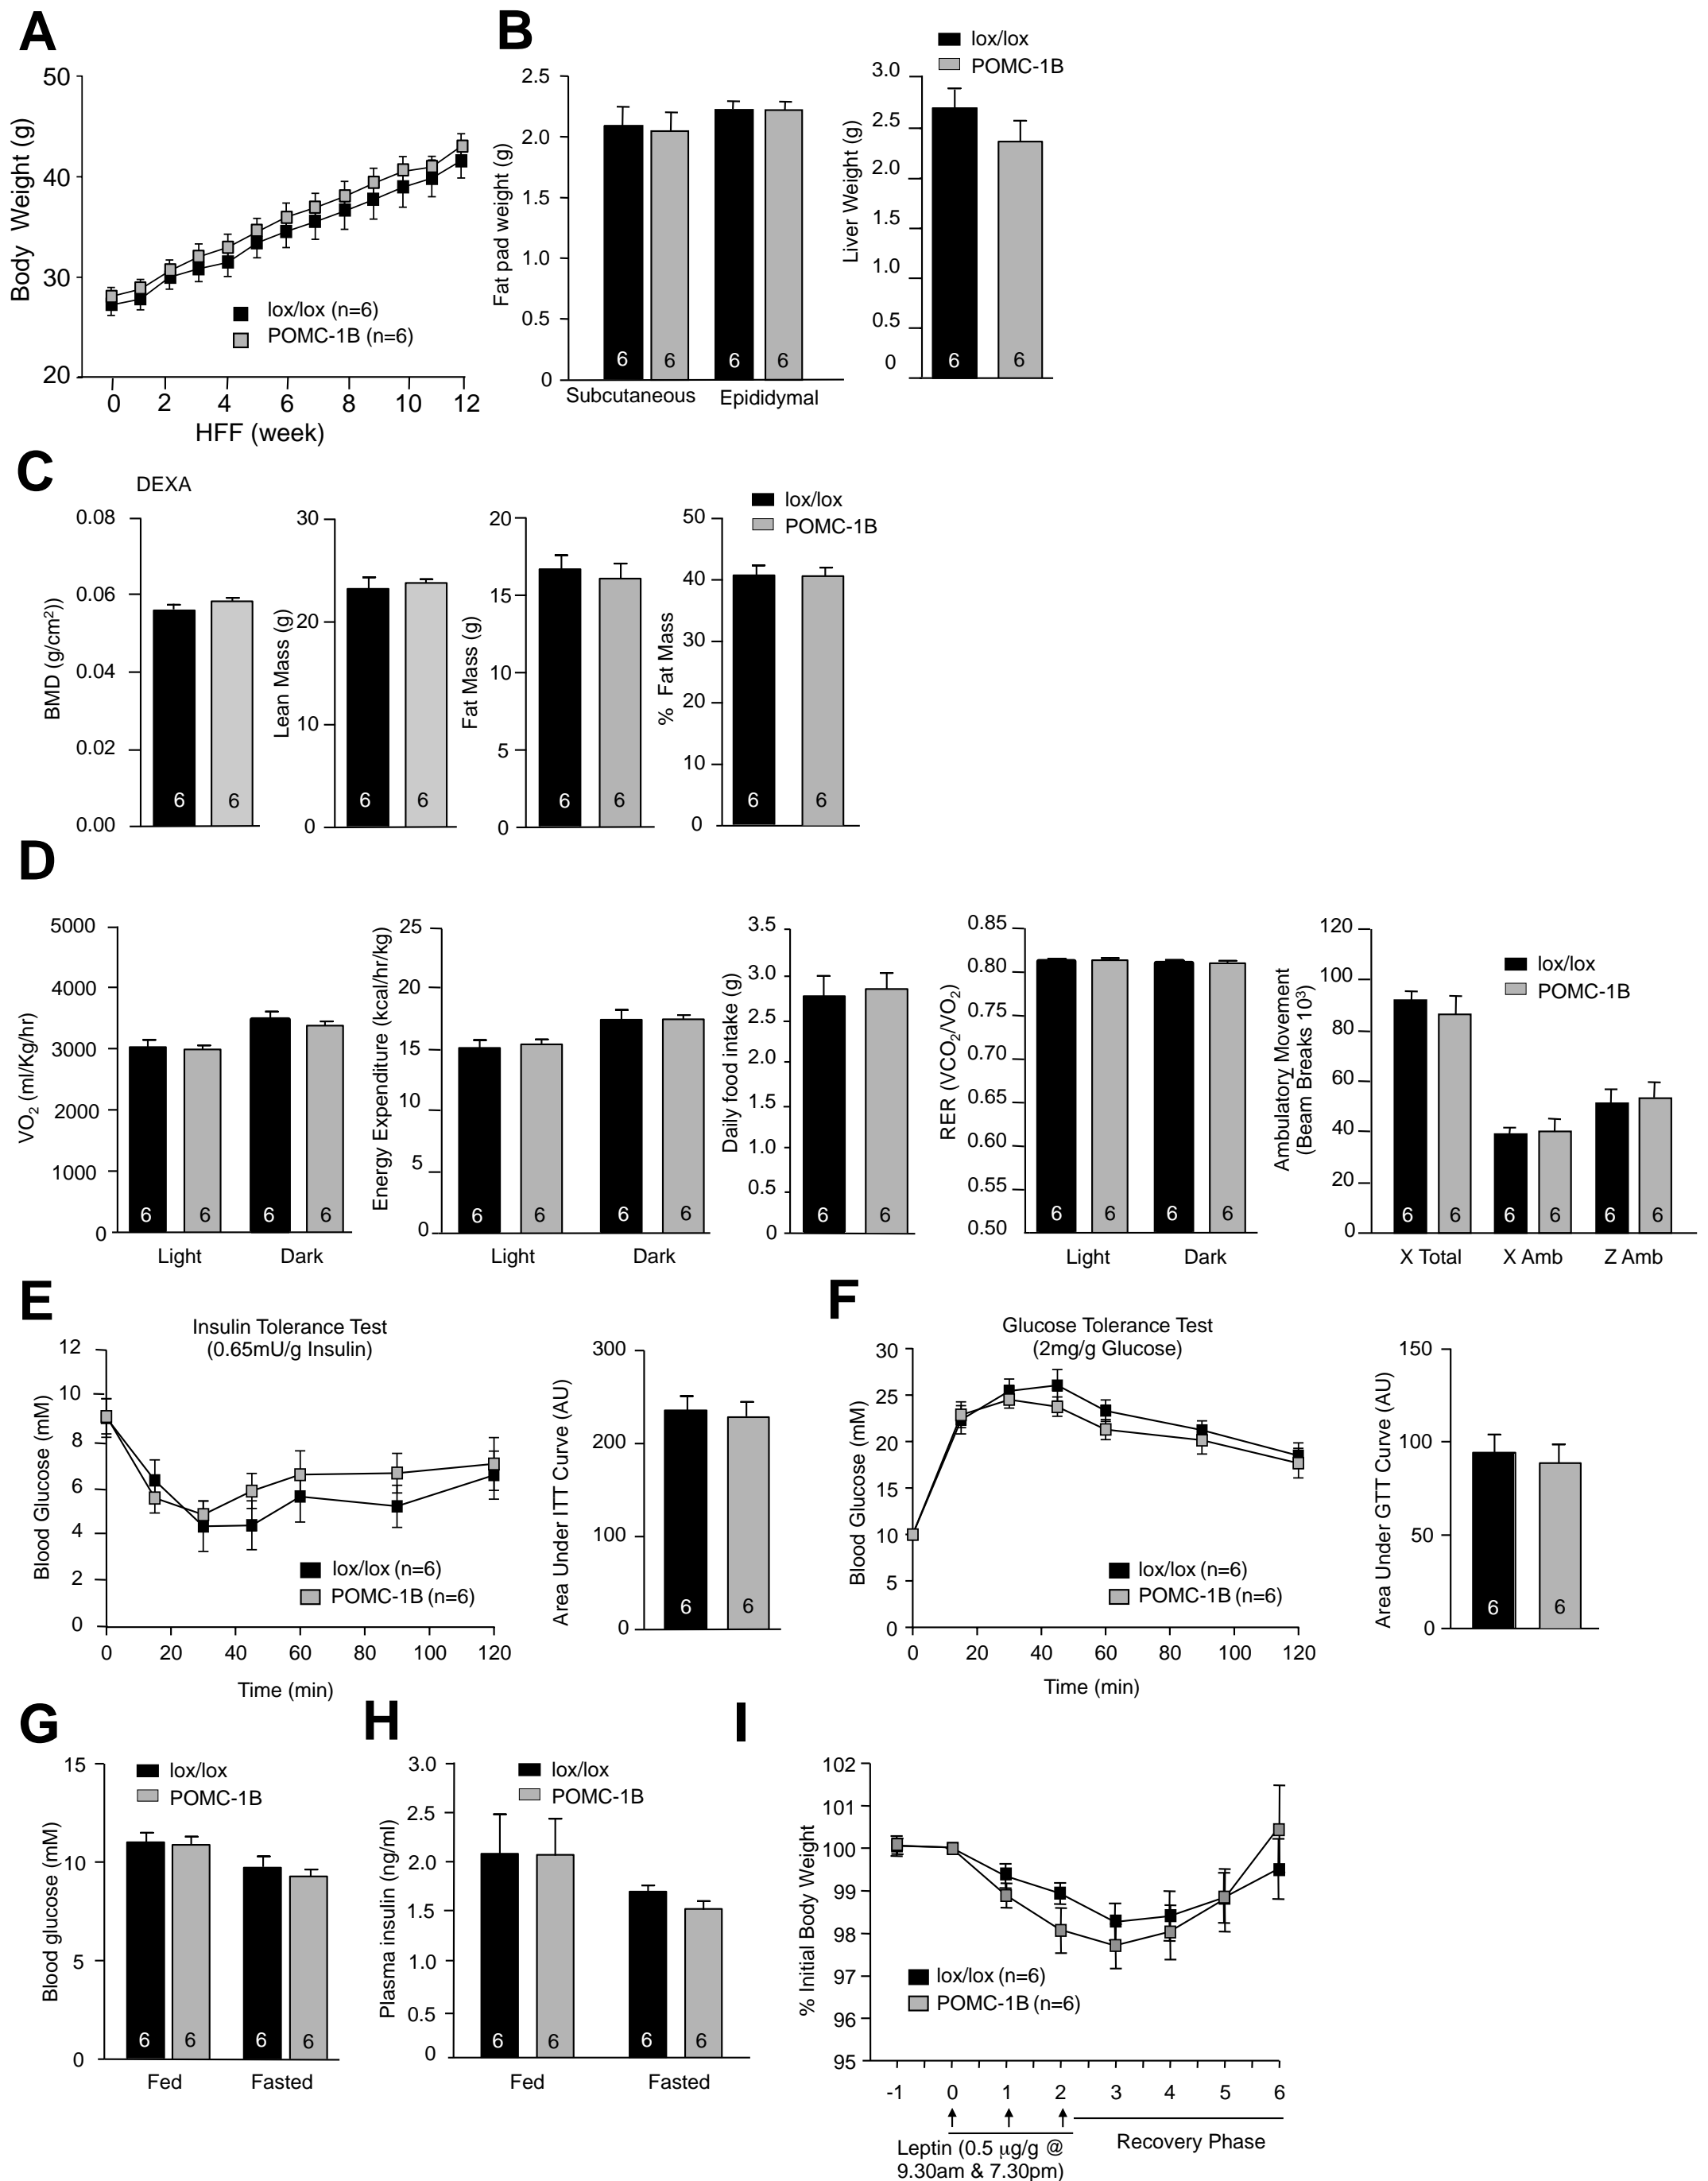 A
50
40
30
20
Body Weight (g)
lox/lox (n=6)
POMC-1B (n=6)
0 2 4 6 8 10 12
HFF (week)
B
2.5
2.0
1.5
1.0
0.5
0
Fat pad weight (g)
6 6 6 6
Subcutaneous Epididymal
lox/lox
POMC-1B
3.0
2.5
2.0
1.5
1.0
0.5
0
Liver Weight (g)
6 6
C
DEXA
0.08
0.06
0.04
0.02
0.00
BMD (g/cm²))
6 6
30
20
10
0
Lean Mass (g)
6 6
20
15
10
5
0
Fat Mass (g)
6 6
lox/lox
POMC-1B
50
40
30
20
10
0
% Fat Mass
6 6
D
5000
4000
3000
2000
1000
0
VO₂ (ml/Kg/hr)
6 6 6 6
Light Dark
25
20
15
10
5
0
Energy Expenditure (kcal/hr/kg)
6 6 6 6
Light Dark
3.5
3.0
2.5
2.0
1.5
1.0
0.5
0
Daily food intake (g)
6 6
0.85
0.80
0.75
0.70
0.65
0.60
0.55
0.50
RER (VCO₂/VO₂)
6 6 6 6
Light Dark
120
100
80
60
40
20
0
Ambulatory Movement
(Beam Breaks 10³)
lox/lox
POMC-1B
6 6 6 6 6 6
X Total X Amb Z Amb
E
Insulin Tolerance Test
(0.65mU/g Insulin)
12
10
8
6
4
2
0
Blood Glucose (mM)
lox/lox (n=6)
POMC-1B (n=6)
0 20 40 60 80 100 120
Time (min)
300
200
100
0
Area Under ITT Curve (AU)
6 6
F
Glucose Tolerance Test
(2mg/g Glucose)
30
25
20
15
10
5
0
Blood Glucose (mM)
lox/lox (n=6)
POMC-1B (n=6)
0 20 40 60 80 100 120
Time (min)
150
100
50
0
Area Under GTT Curve (AU)
6 6
G
15
10
5
0
Blood glucose (mM)
lox/lox
POMC-1B
6 6 6 6
Fed Fasted
H
3.0
2.5
2.0
1.5
1.0
0.5
0
Plasma insulin (ng/ml)
lox/lox
POMC-1B
6 6 6 6
Fed Fasted
I
102
101
100
99
98
97
96
95
% Initial Body Weight
lox/lox (n=6)
POMC-1B (n=6)
-1 0 1 2 3 4 5 6
Leptin (0.5 µg/g @
9.30am & 7.30pm)
Recovery Phase